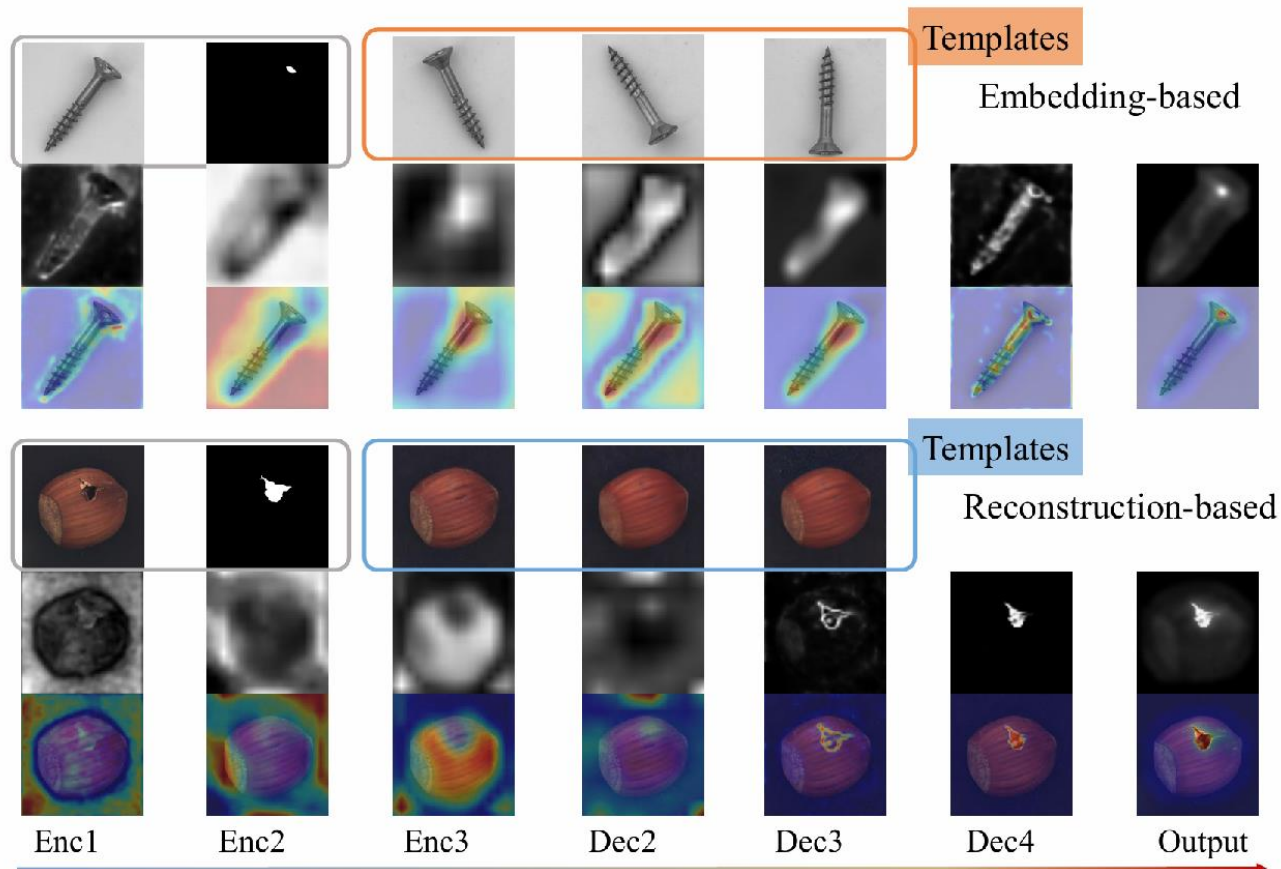 Templates
Embedding-based
Templates
Reconstruction-based
Enc1 Enc2 Enc3 Dec2 Dec3 Dec4 Output